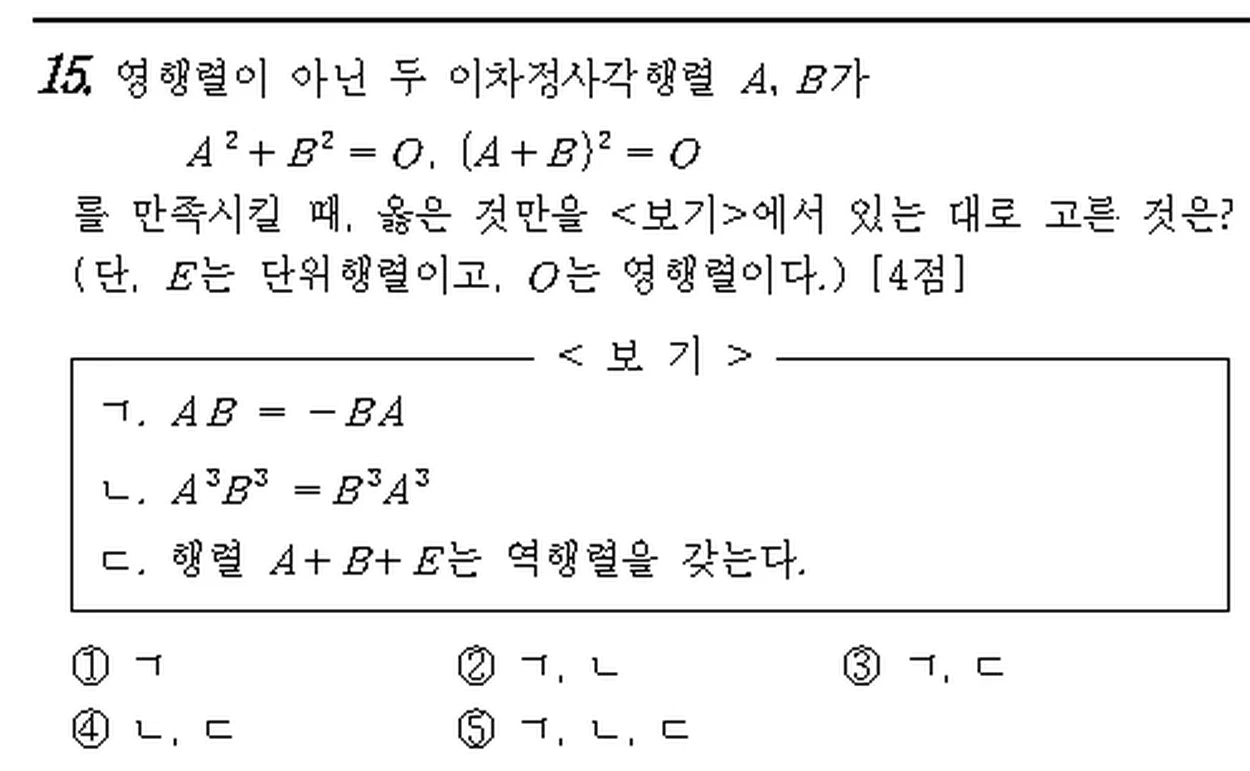 15. 영행렬이 아닌 두 이차정사각행렬 A, B가
A² + B² = O, (A+B)² = O
를 만족시킬 때, 옳은 것만을 <보기>에서 있는 대로 고른 것은?
(단, E는 단위행렬이고, O는 영행렬이다.) [4점]
< 보 기 >
ㄱ. AB = −BA
ㄴ. A³B³ = B³A³
ㄷ. 행렬 A+B+E는 역행렬을 갖는다.
① ㄱ ② ㄱ, ㄴ ③ ㄱ, ㄷ
④ ㄴ, ㄷ ⑤ ㄱ, ㄴ, ㄷ